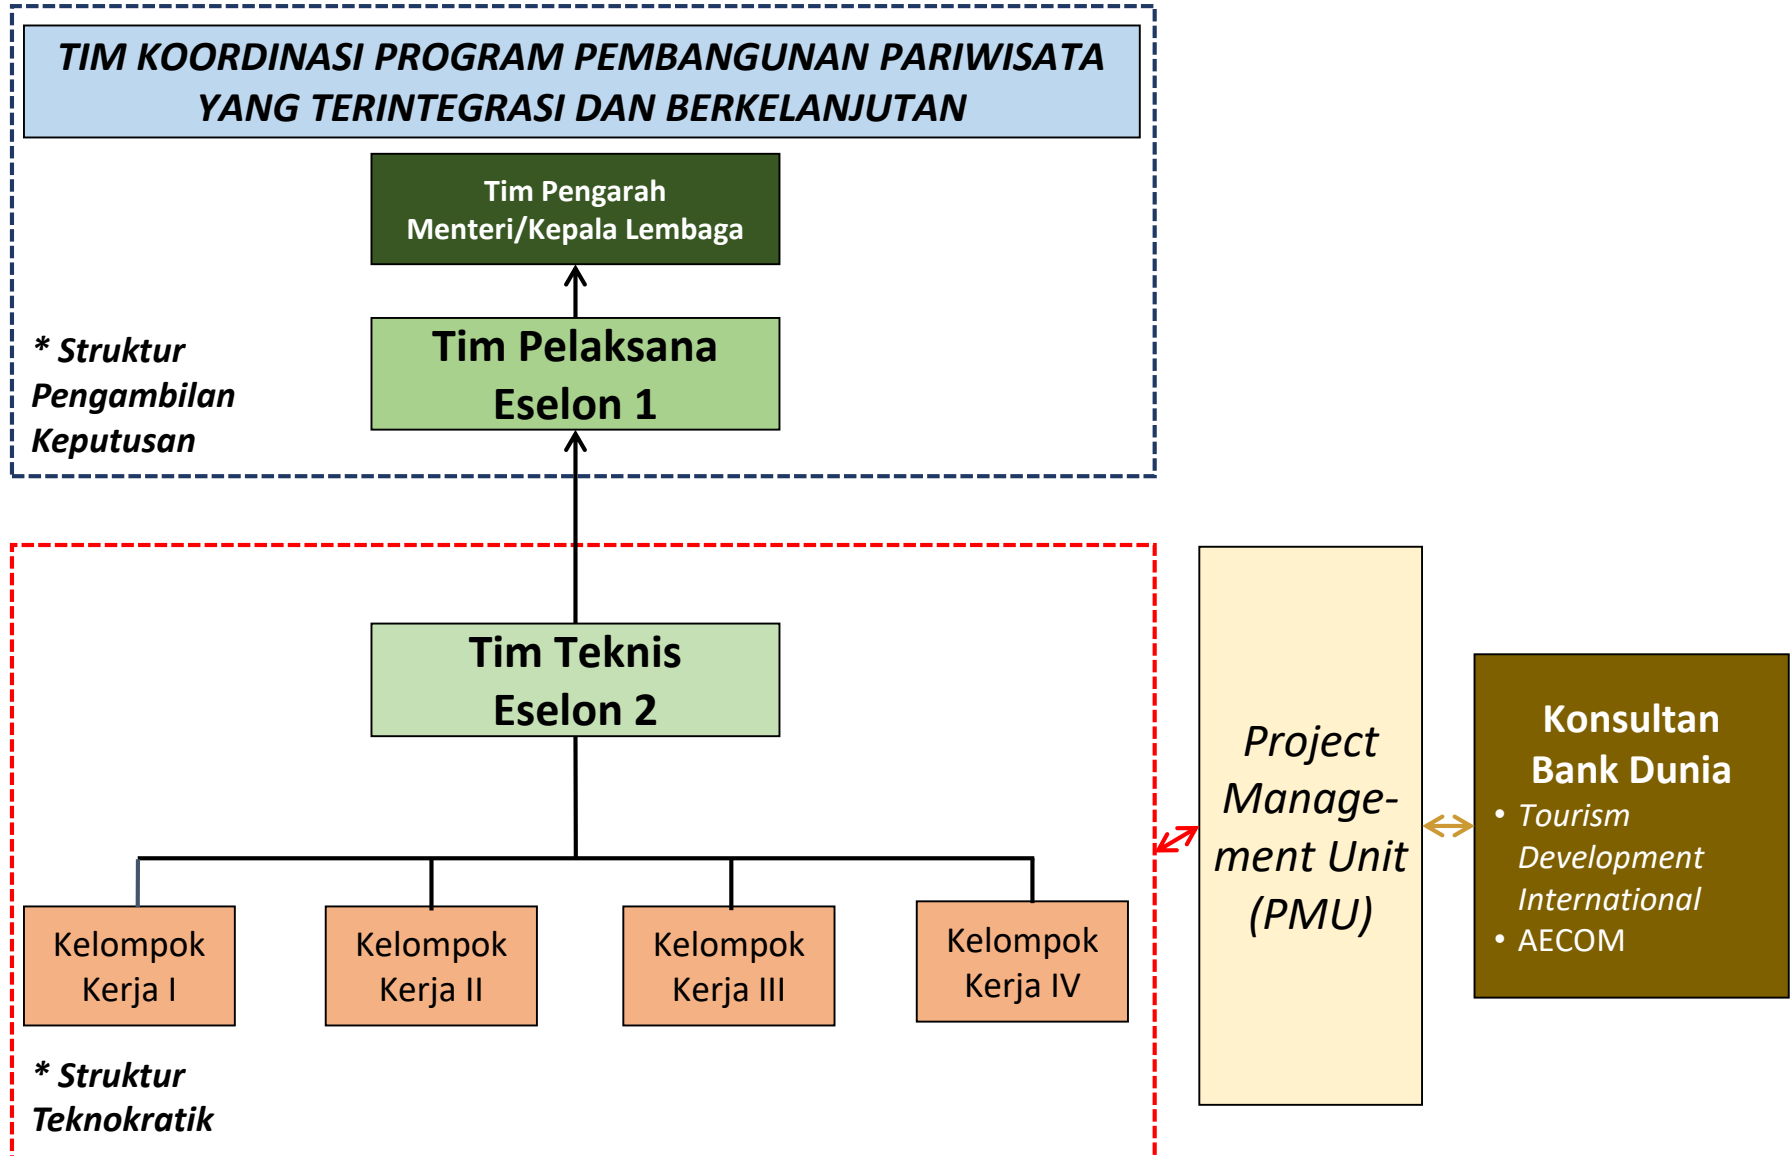 TIM KOORDINASI PROGRAM PEMBANGUNAN PARIWISATA
YANG TERINTEGRASI DAN BERKELANJUTAN
Tim Pengarah
Menteri/Kepala Lembaga
* Struktur
Pengambilan
Keputusan
Tim Pelaksana
Eselon 1
Tim Teknis
Eselon 2
Kelompok
Kerja I
Kelompok
Kerja II
Kelompok
Kerja III
Kelompok
Kerja IV
* Struktur
Teknokratik
Project
Manage-
ment Unit
(PMU)
Konsultan
Bank Dunia
• Tourism
Development
International
• AECOM